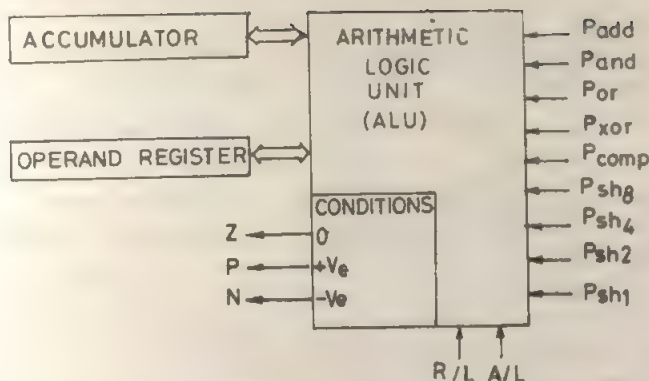 ACCUMULATOR
OPERAND REGISTER
ARITHMETIC
LOGIC
UNIT
(ALU)
CONDITIONS
0
+Ve
-Ve
Z
P
N
Padd
Pand
Por
Pxor
Pcomp
Psh8
Psh4
Psh2
Psh1
R/L A/L